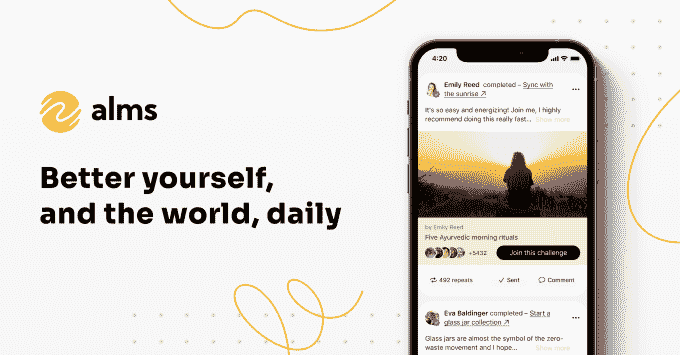 alms
Better yourself,
and the world, daily
4:20
Emily Reed completed – Sync with
the sunrise ↗
It's so easy and energizing! Join me, I highly
recommend doing this really fast... Show more
by Emily Reed
Five Ayurvedic morning rituals
+5432
Join this challenge
492 repeats
Sent
Comment
Eva Baldinger completed – Start a
glass jar collection ↗
Glass jars are almost the symbol of the zero-
waste movement and I hope... Show more